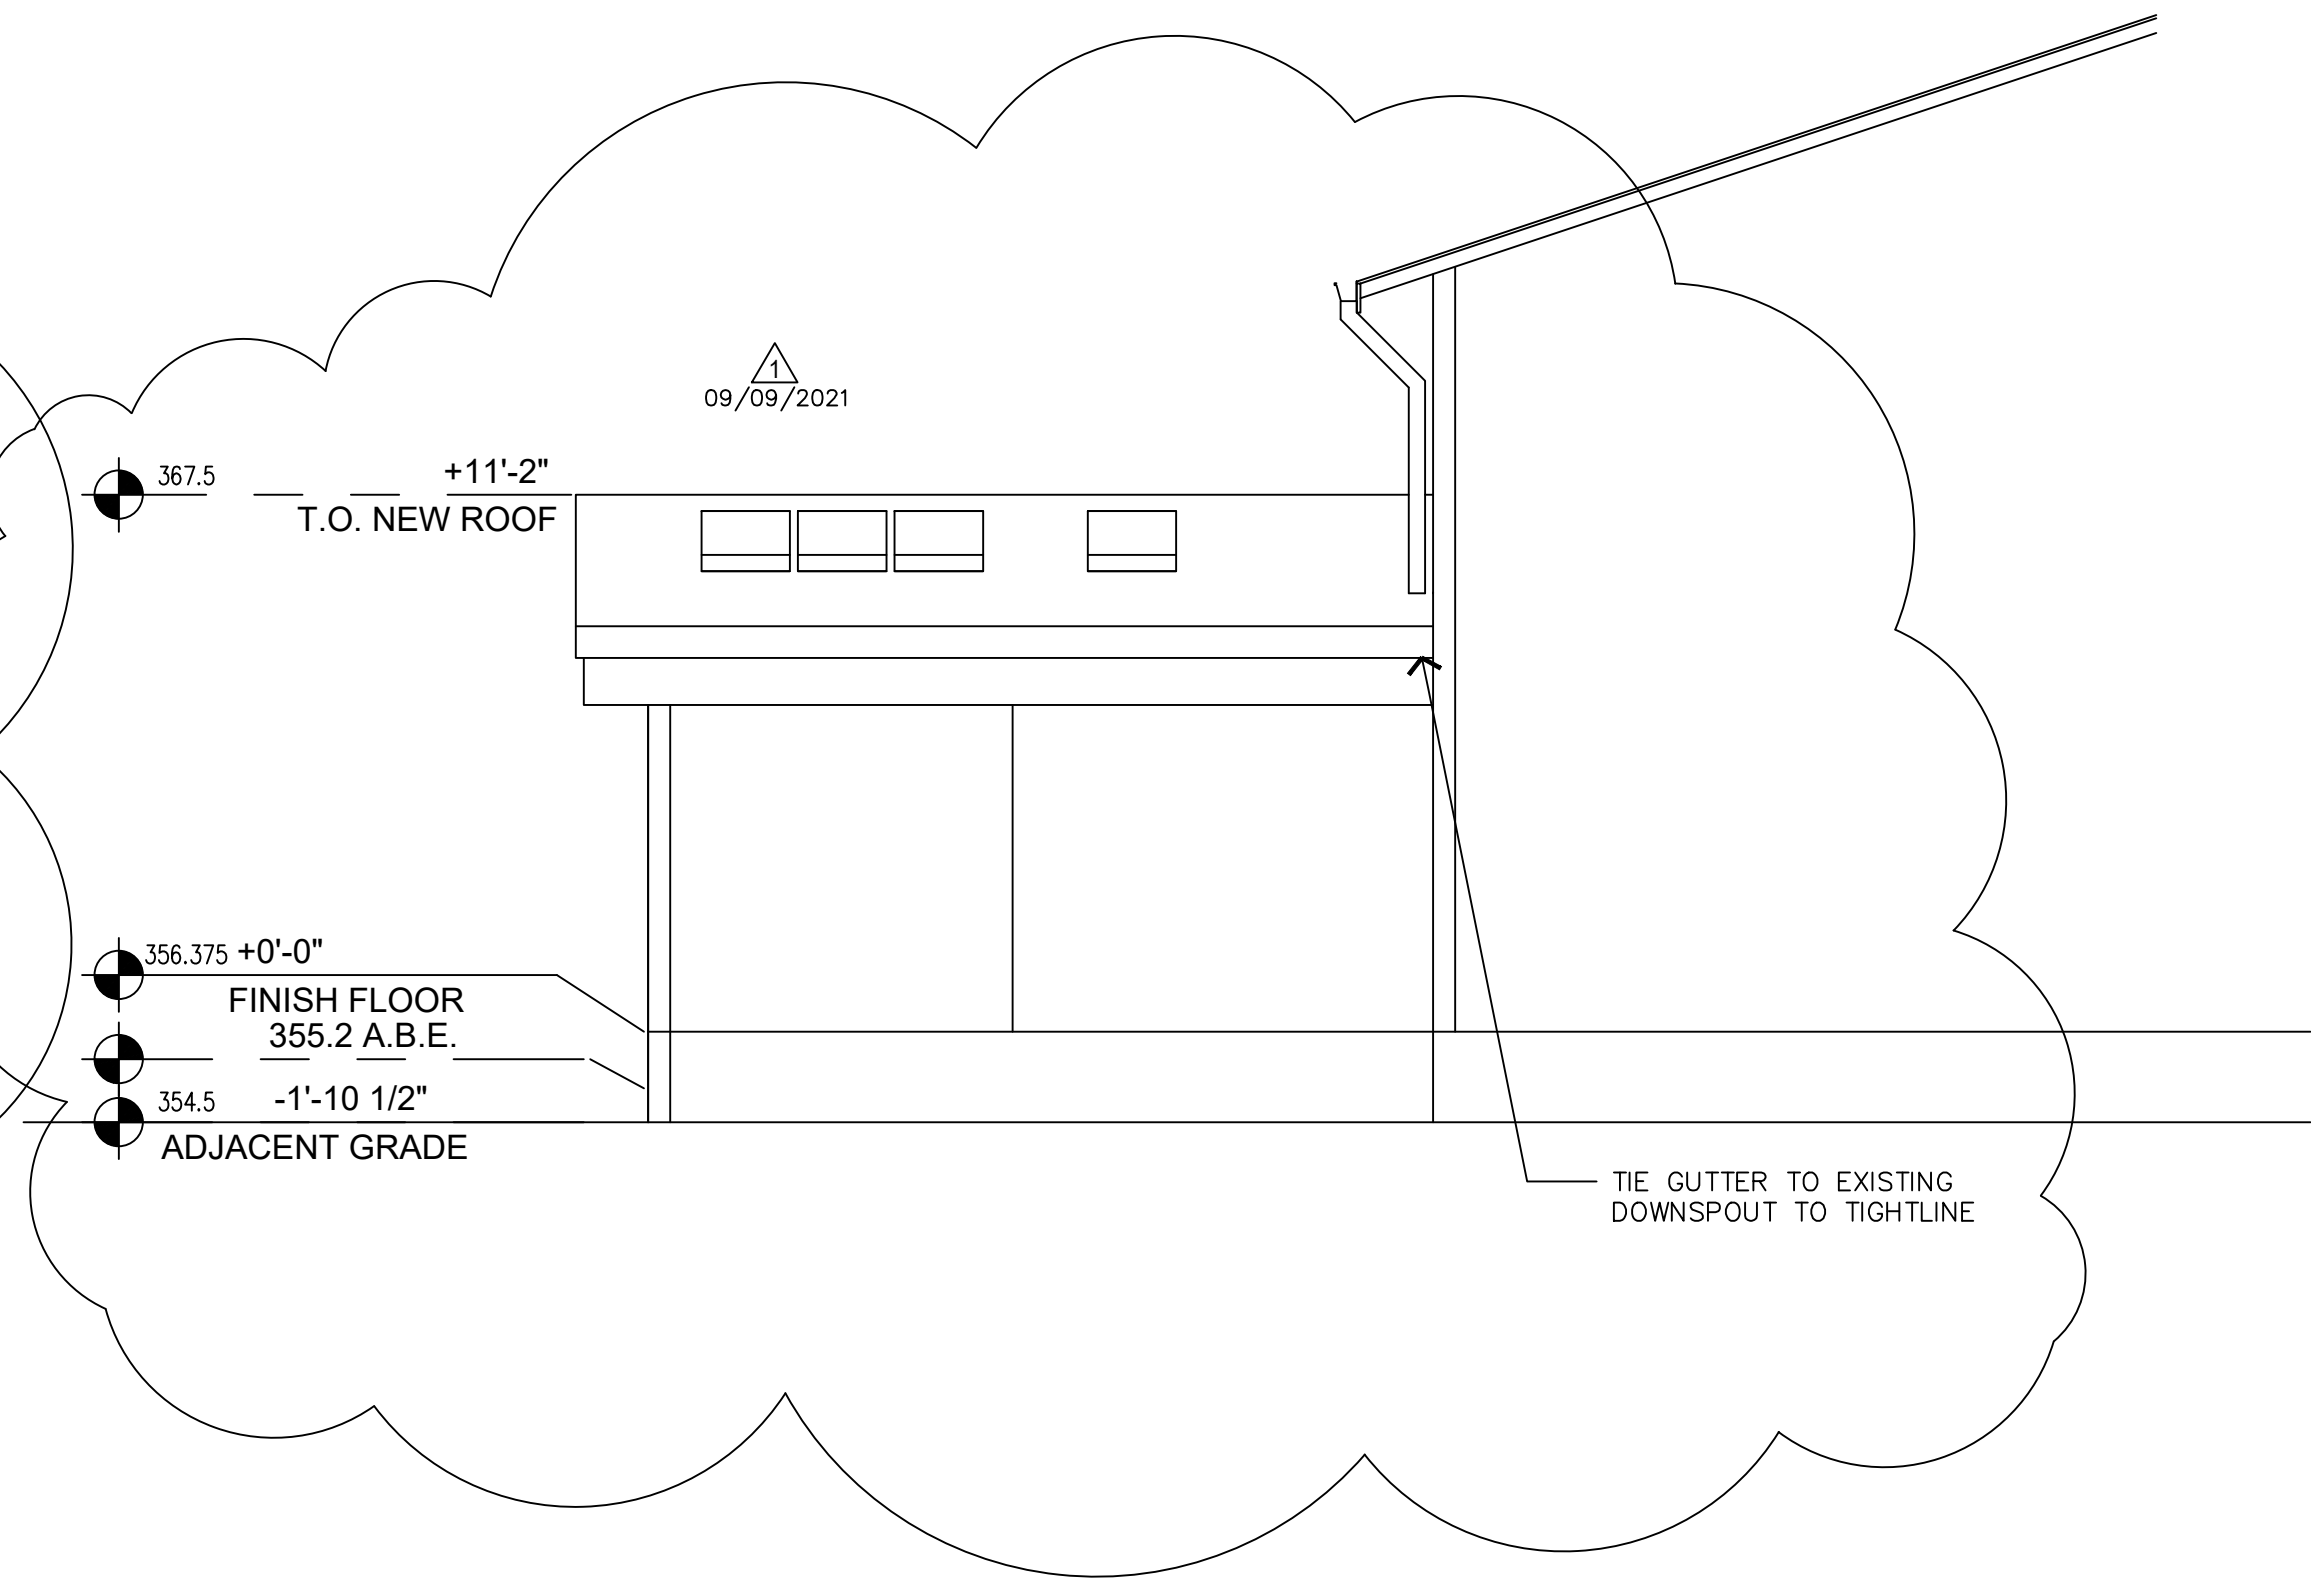 1
09/09/2021
367.5 +11'-2"
T.O. NEW ROOF
356.375 +0'-0"
FINISH FLOOR
355.2 A.B.E.
354.5 -1'-10 1/2"
ADJACENT GRADE
TIE GUTTER TO EXISTING
DOWNSPOUT TO TIGHTLINE